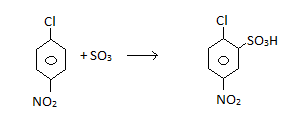 Cl Cl
SO₃H
+ SO₃
NO₂ NO₂